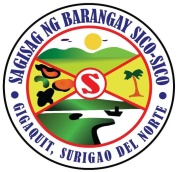 SAGISAG NG BARANGAY SICO-SICO
S
GIGAQUIT, SURIGAO DEL NORTE